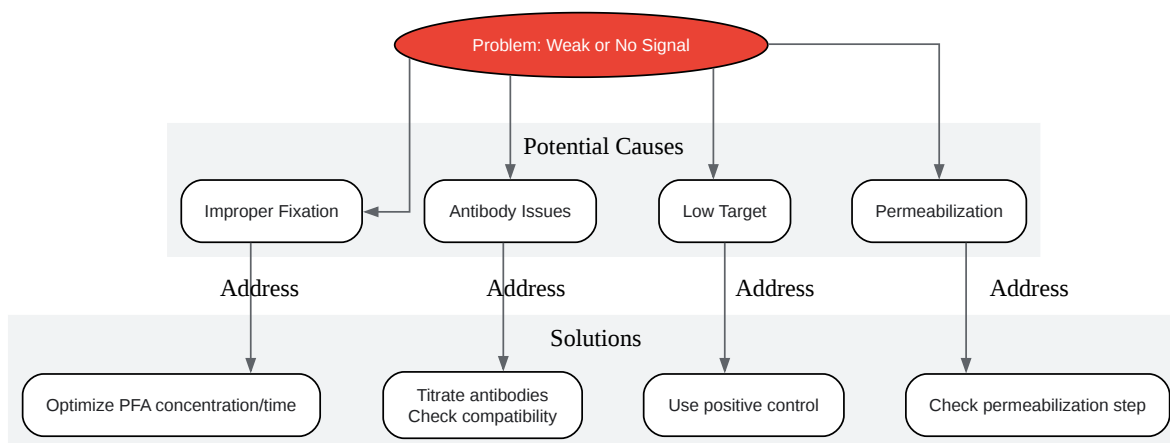 Problem: Weak or No Signal
Potential Causes
Improper Fixation
Antibody Issues
Low Target
Permeabilization
Address
Address
Address
Address
Solutions
Optimize PFA concentration/time
Titrate antibodies
Check compatibility
Use positive control
Check permeabilization step